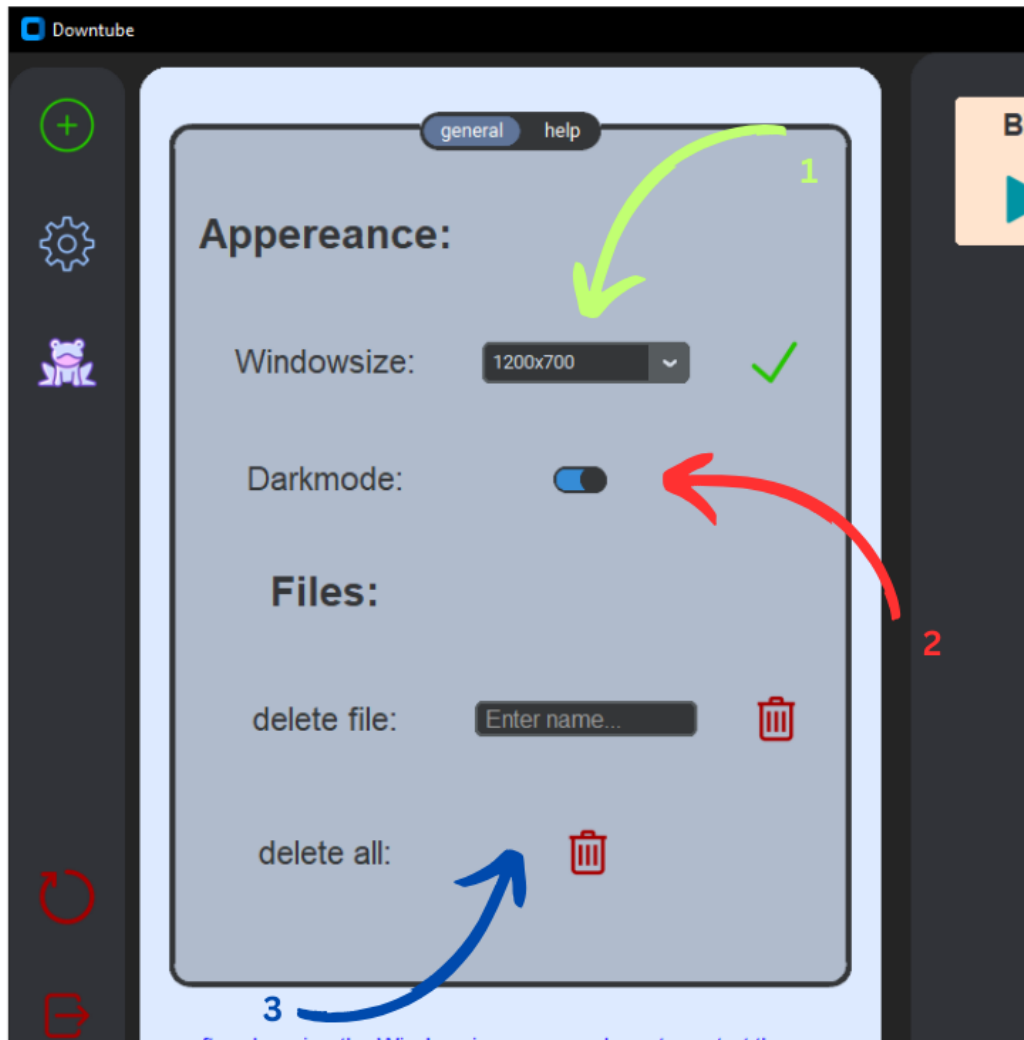 Downtube
general help
1
B
Appereance:
Windowsize: 1200x700
Darkmode:
2
Files:
delete file: Enter name...
delete all:
3